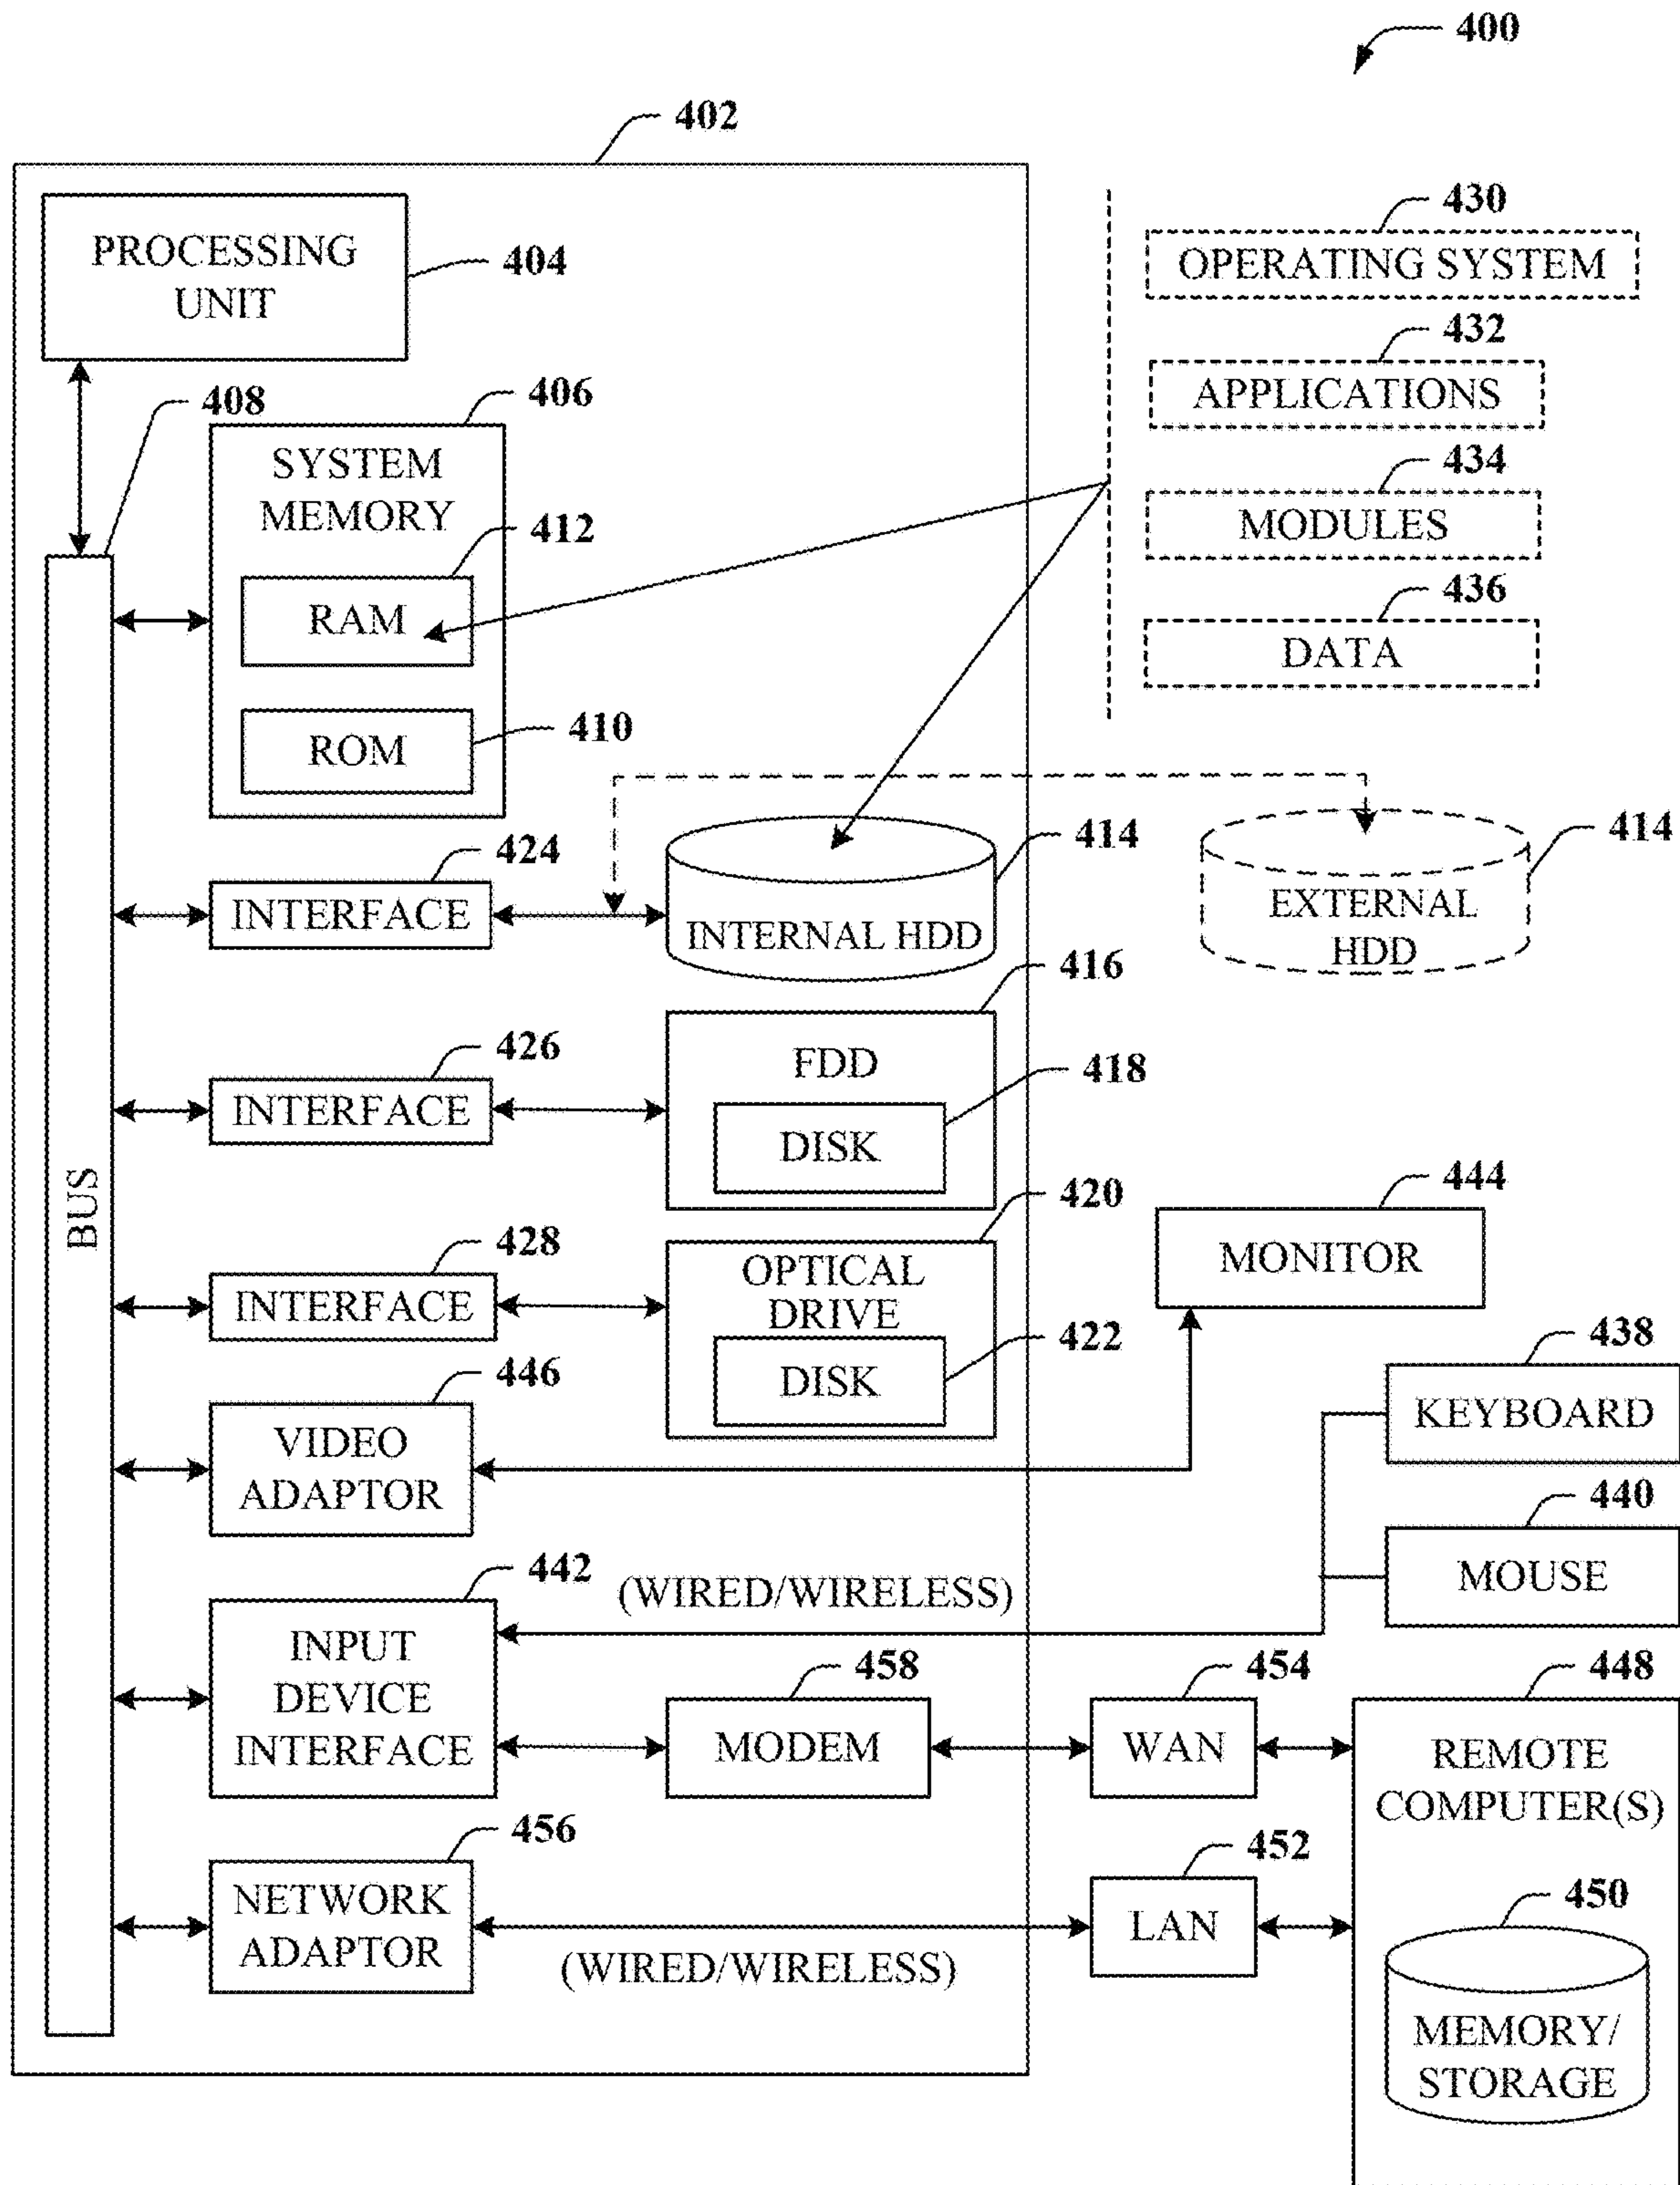 400
402
PROCESSING
UNIT
404
430
OPERATING SYSTEM
432
APPLICATIONS
434
MODULES
436
DATA
408
406
SYSTEM
MEMORY
412
RAM
410
ROM
BUS
424
INTERFACE
414
INTERNAL HDD
414
EXTERNAL
HDD
426
INTERFACE
416
FDD
418
DISK
428
INTERFACE
420
OPTICAL
DRIVE
422
DISK
444
MONITOR
446
VIDEO
ADAPTOR
438
KEYBOARD
440
MOUSE
442
INPUT
DEVICE
INTERFACE
(WIRED/WIRELESS)
458
MODEM
454
WAN
448
REMOTE
COMPUTER(S)
456
NETWORK
ADAPTOR
(WIRED/WIRELESS)
452
LAN
450
MEMORY/
STORAGE